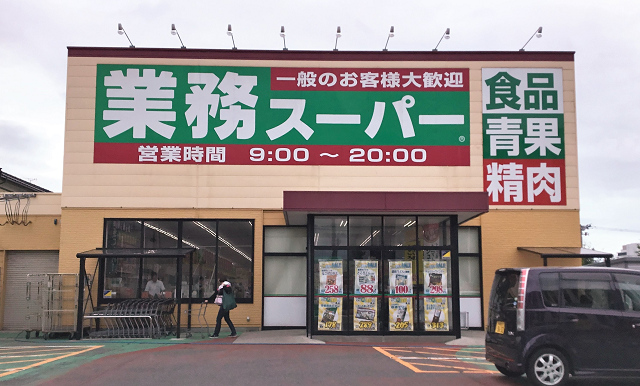 一般のお客様大歓迎
業務スーパー
®
営業時間 9:00 ～ 20:00
食品
青果
精肉